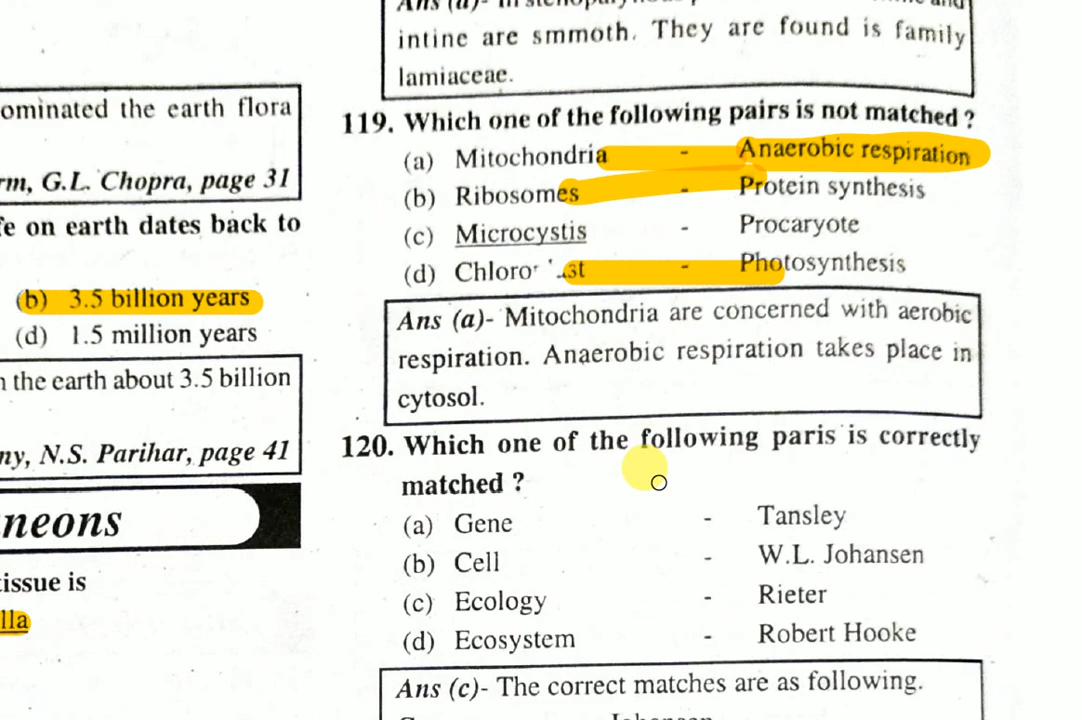 ominated the earth flora
rm, G.L. Chopra, page 31
fe on earth dates back to
(b) 3.5 billion years
(d) 1.5 million years
the earth about 3.5 billion
ny, N.S. Parihar, page 41
neons
tissue is
lla
Ans (a)- In
intine are smmoth. They are found is family
lamiaceae.
119. Which one of the following pairs is not matched ?
(a) Mitochondria - Anaerobic respiration
(b) Ribosomes - Protein synthesis
(c) Microcystis - Procaryote
(d) - Photosynthesis
Ans (a)- Mitochondria are concerned with aerobic
respiration. Anaerobic respiration takes place in
cytosol.
120. Which one of the following paris is correctly
matched ?
(a) Gene - Tansley
(b) Cell - W.L. Johansen
(c) Ecology - Rieter
(d) Ecosystem - Robert Hooke
Ans (c)- The correct matches are as following.